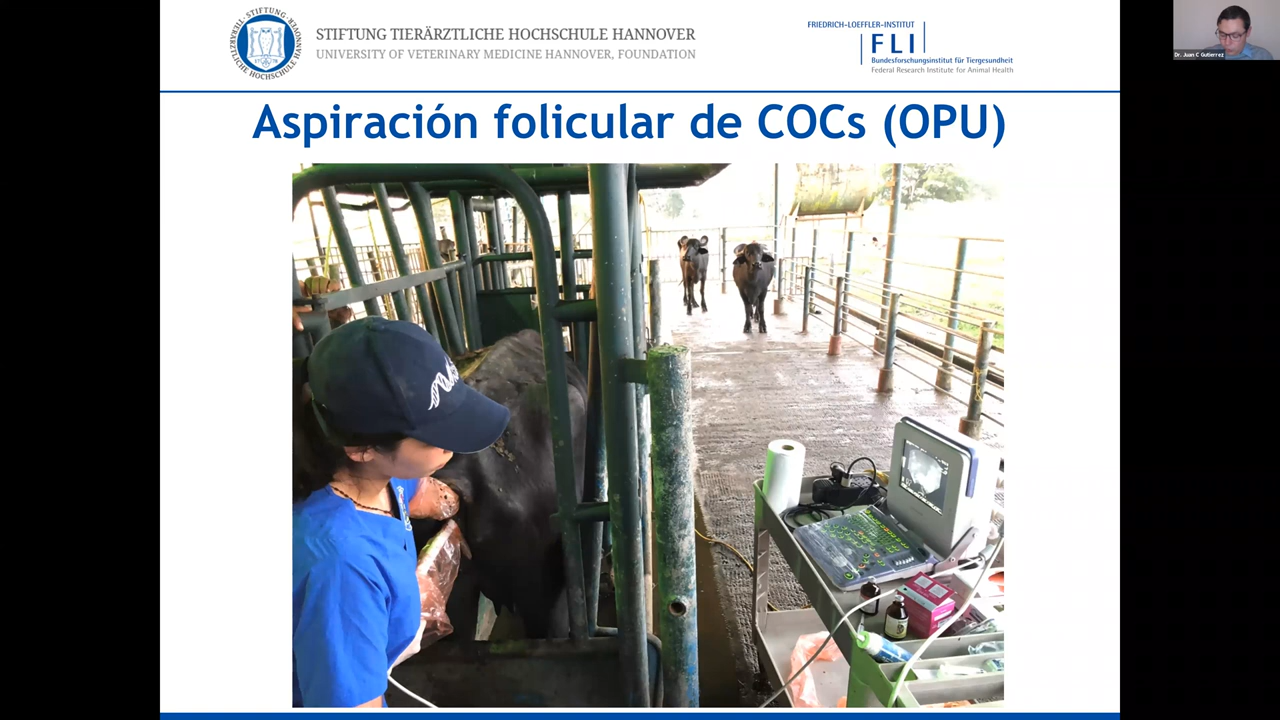 STIFTUNG TIERÄRZTLICHE HOCHSCHULE HANNOVER
UNIVERSITY OF VETERINARY MEDICINE HANNOVER, FOUNDATION
FRIEDRICH-LOEFFLER-INSTITUT
FLI
Bundesforschungsinstitut für Tiergesundheit
Federal Research Institute for Animal Health
Dr. Juan C Gutierrez
Aspiración folicular de COCs (OPU)